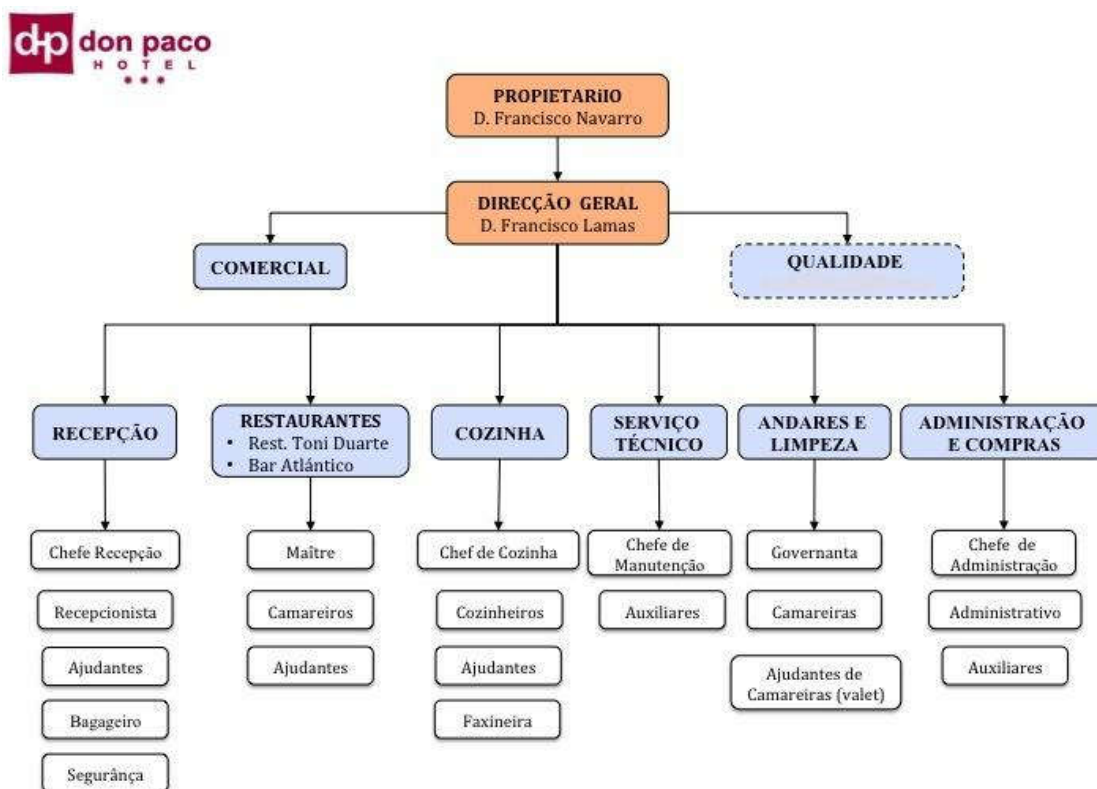 dp don paco
HOTEL
PROPIETARiIO
D. Francisco Navarro
DIRECÇÃO GERAL
D. Francisco Lamas
COMERCIAL
QUALIDADE
RECEPÇÃO
RESTAURANTES
• Rest. Toni Duarte
• Bar Atlántico
COZINHA
SERVIÇO
TÉCNICO
ANDARES E
LIMPEZA
ADMINISTRAÇÃO
E COMPRAS
Chefe Recepção
Maître
Chef de Cozinha
Chefe de
Manutenção
Governanta
Chefe de
Administração
Recepcionista
Camareiros
Cozinheiros
Auxiliares
Camareiras
Administrativo
Ajudantes
Ajudantes
Ajudantes
Ajudantes de
Camareiras (valet)
Auxiliares
Bagageiro
Faxineira
Segurânça